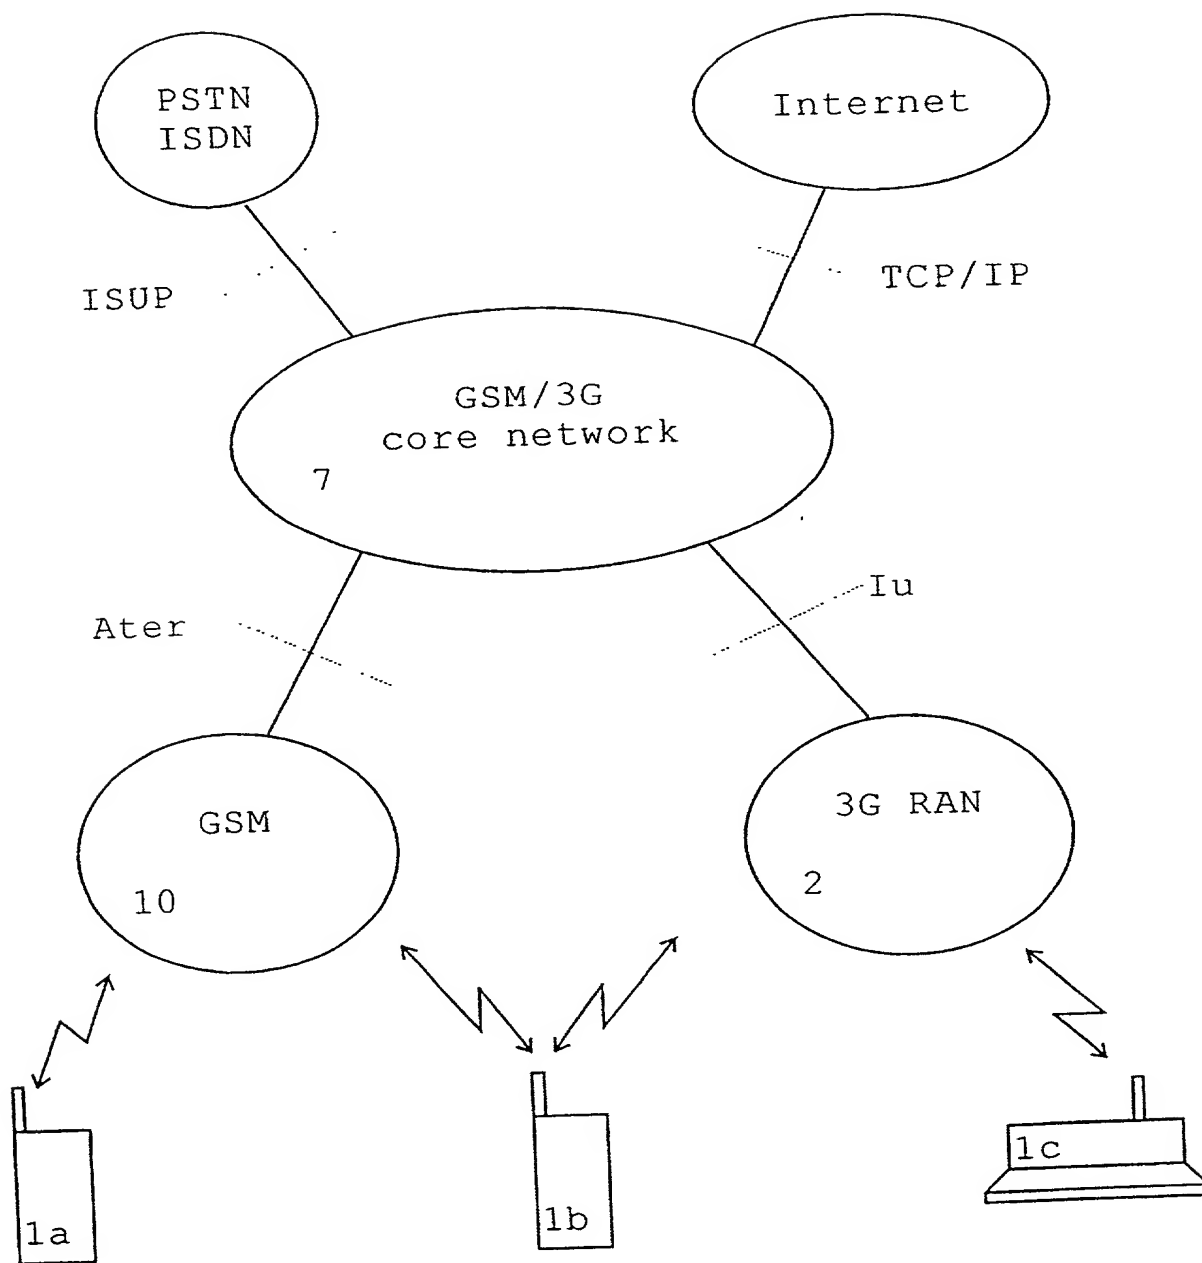 PSTN
ISDN
Internet
ISUP
TCP/IP
GSM/3G
core network
7
Ater
Iu
GSM
10
3G RAN
2
1a
1b
1c